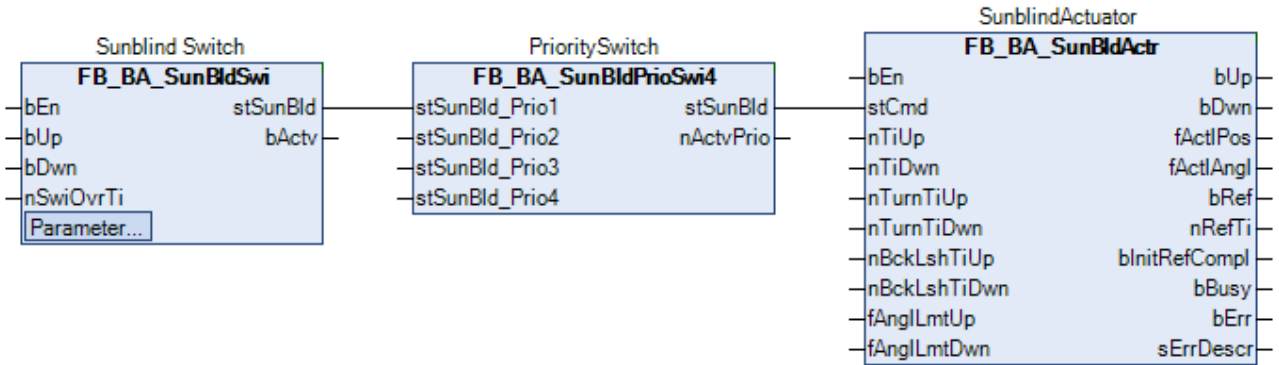 Sunblind Switch
FB_BA_SunBldSwi
bEn
stSunBld
bUp
bActv
bDwn
nSwiOvrTi
Parameter...
PrioritySwitch
FB_BA_SunBldPrioSwi4
stSunBld_Prio1
stSunBld
stSunBld_Prio2
nActvPrio
stSunBld_Prio3
stSunBld_Prio4
SunblindActuator
FB_BA_SunBldActr
bEn
bUp
stCmd
bDwn
nTiUp
fActlPos
nTiDwn
fActlAngl
nTurnTiUp
bRef
nTurnTiDwn
nRefTi
nBckLshTiUp
bInitRefCompl
nBckLshTiDwn
bBusy
fAnglLmtUp
bErr
fAnglLmtDwn
sErrDescr